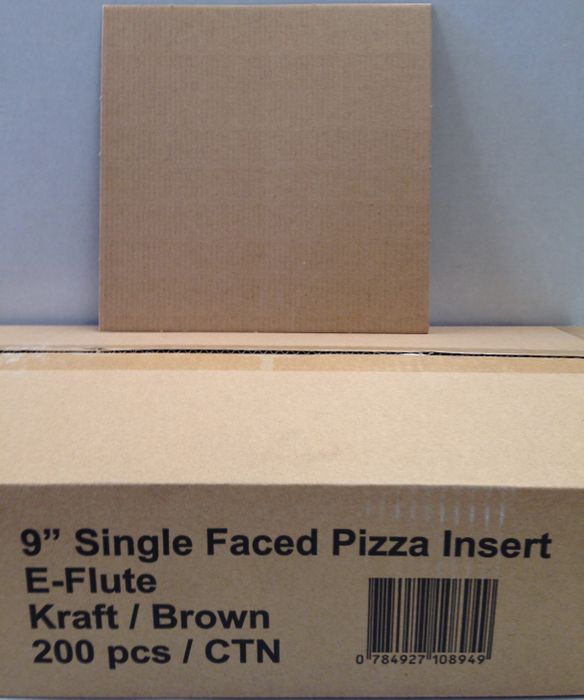 9” Single Faced Pizza Insert
E-Flute
Kraft / Brown
200 pcs / CTN
0 784927 108949